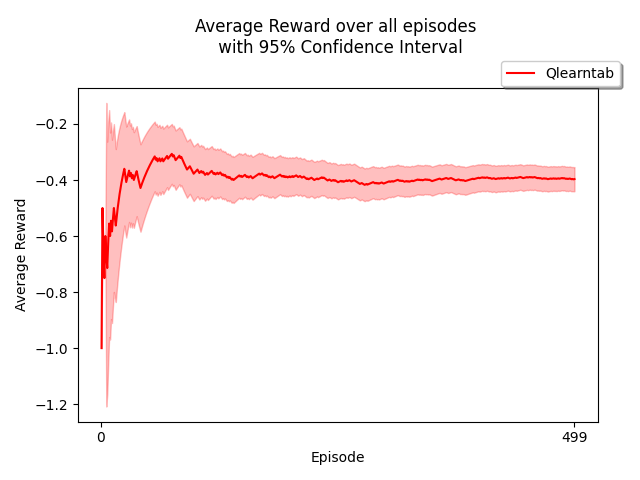 Average Reward over all episodes
with 95% Confidence Interval
Qlearntab
−0.2
−0.4
−0.6
−0.8
−1.0
−1.2
Average Reward
0
499
Episode